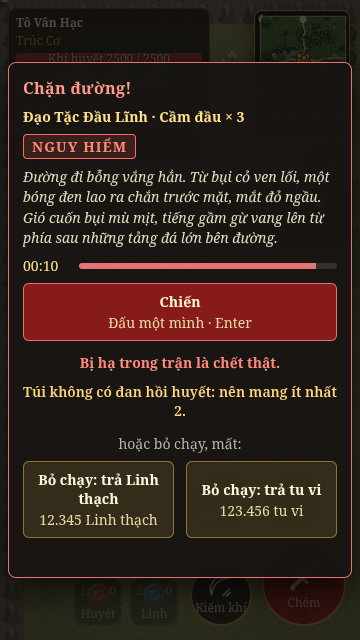 Tô Vân Hạc
Trúc Cơ
Khí huyết 2500 / 2500
Chặn đường!
Đạo Tặc Đầu Lĩnh · Cầm đầu × 3
NGUY HIỂM
Đường đi bỗng vắng hẳn. Từ bụi cỏ ven lối, một
bóng đen lao ra chắn trước mặt, mắt đỏ ngầu.
Gió cuốn bụi mù mịt, tiếng gầm gừ vang lên từ
phía sau những tảng đá lớn bên đường.
00:10
Chiến
Đấu một mình · Enter
Bị hạ trong trận là chết thật.
Túi không có đan hồi huyết: nên mang ít nhất
2.
hoặc bỏ chạy, mất:
Bỏ chạy: trả Linh
thạch
12.345 Linh thạch
Bỏ chạy: trả tu vi
123.456 tu vi
Huyết
Linh
Kiếm khí
Chém